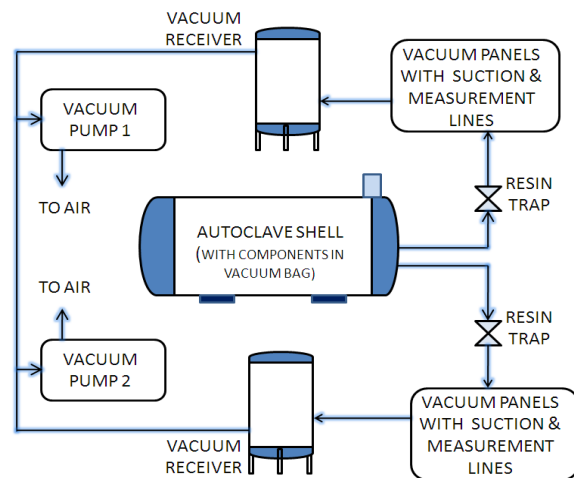 VACUUM
RECEIVER
VACUUM PANELS
WITH SUCTION &
MEASUREMENT
LINES
VACUUM
PUMP 1
TO AIR
RESIN
TRAP
AUTOCLAVE SHELL
(WITH COMPONENTS IN
VACUUM BAG)
TO AIR
RESIN
TRAP
VACUUM
PUMP 2
VACUUM PANELS
WITH SUCTION &
MEASUREMENT
LINES
VACUUM
RECEIVER